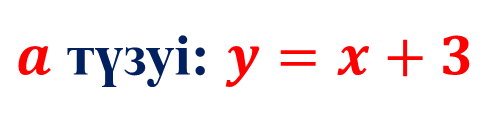 a түзуі: y = x + 3